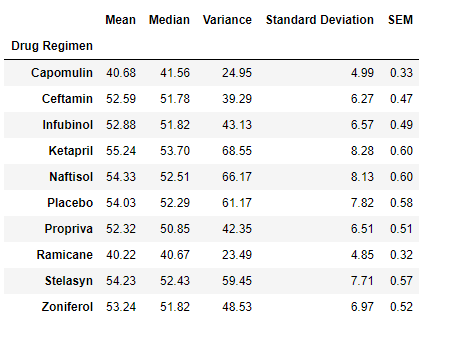 Mean Median Variance Standard Deviation SEM
Drug Regimen
Capomulin 40.68 41.56 24.95 4.99 0.33
Ceftamin 52.59 51.78 39.29 6.27 0.47
Infubinol 52.88 51.82 43.13 6.57 0.49
Ketapril 55.24 53.70 68.55 8.28 0.60
Naftisol 54.33 52.51 66.17 8.13 0.60
Placebo 54.03 52.29 61.17 7.82 0.58
Propriva 52.32 50.85 42.35 6.51 0.51
Ramicane 40.22 40.67 23.49 4.85 0.32
Stelasyn 54.23 52.43 59.45 7.71 0.57
Zoniferol 53.24 51.82 48.53 6.97 0.52